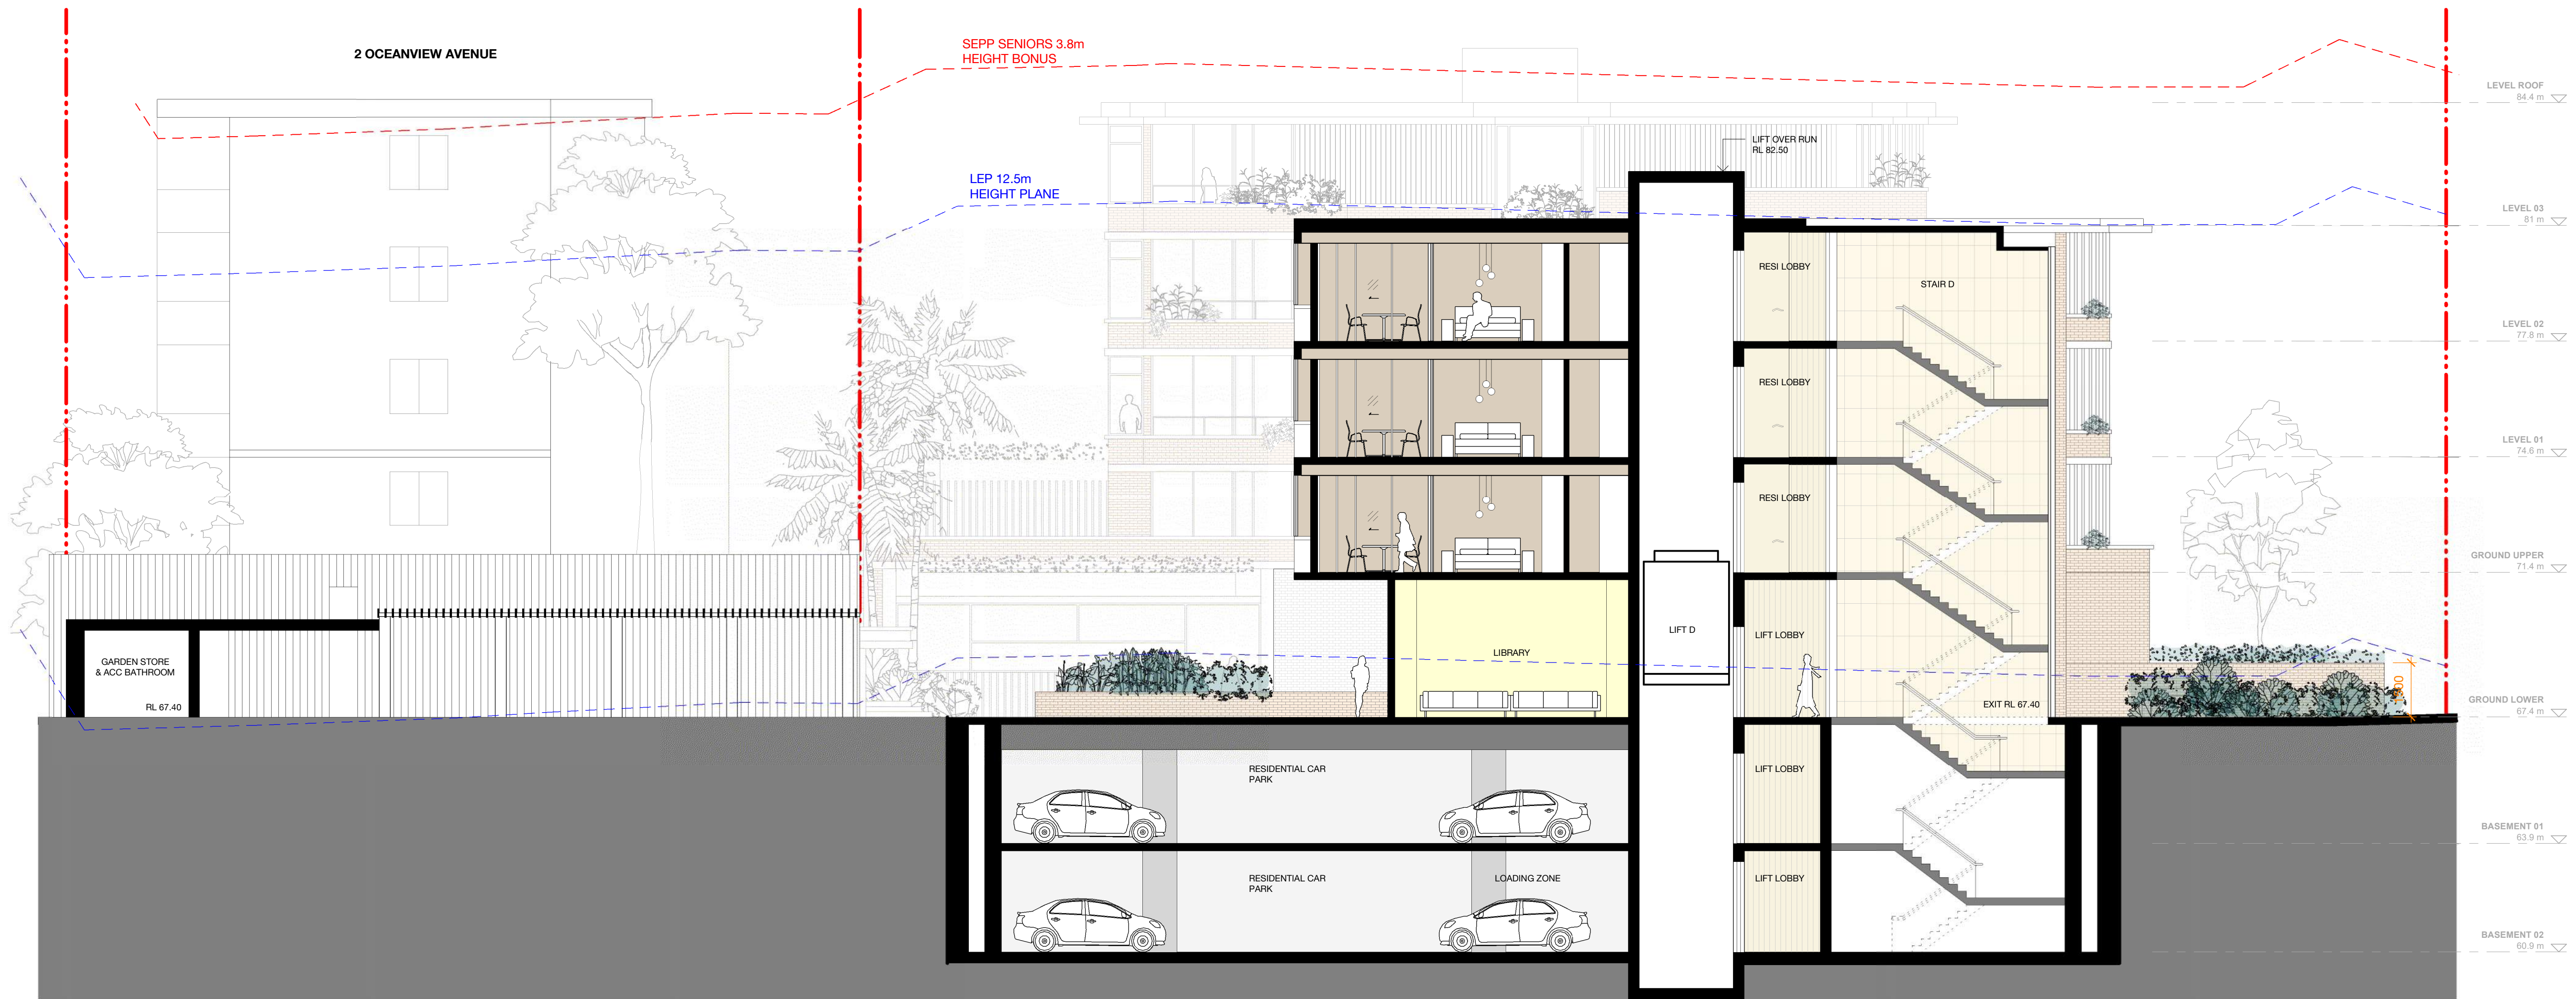 2 OCEANVIEW AVENUE
SEPP SENIORS 3.8m
HEIGHT BONUS
LEVEL ROOF
84.4 m
LIFT OVER RUN
RL 82.50
LEP 12.5m
HEIGHT PLANE
LEVEL 03
81 m
RESI LOBBY
STAIR D
LEVEL 02
77.8 m
RESI LOBBY
LEVEL 01
74.6 m
RESI LOBBY
GROUND UPPER
71.4 m
GARDEN STORE
& ACC BATHROOM
RL 67.40
LIBRARY
LIFT D
LIFT LOBBY
EXIT RL 67.40
GROUND LOWER
67.4 m
RESIDENTIAL CAR
PARK
LIFT LOBBY
BASEMENT 01
63.9 m
RESIDENTIAL CAR
PARK
LOADING ZONE
LIFT LOBBY
BASEMENT 02
60.9 m